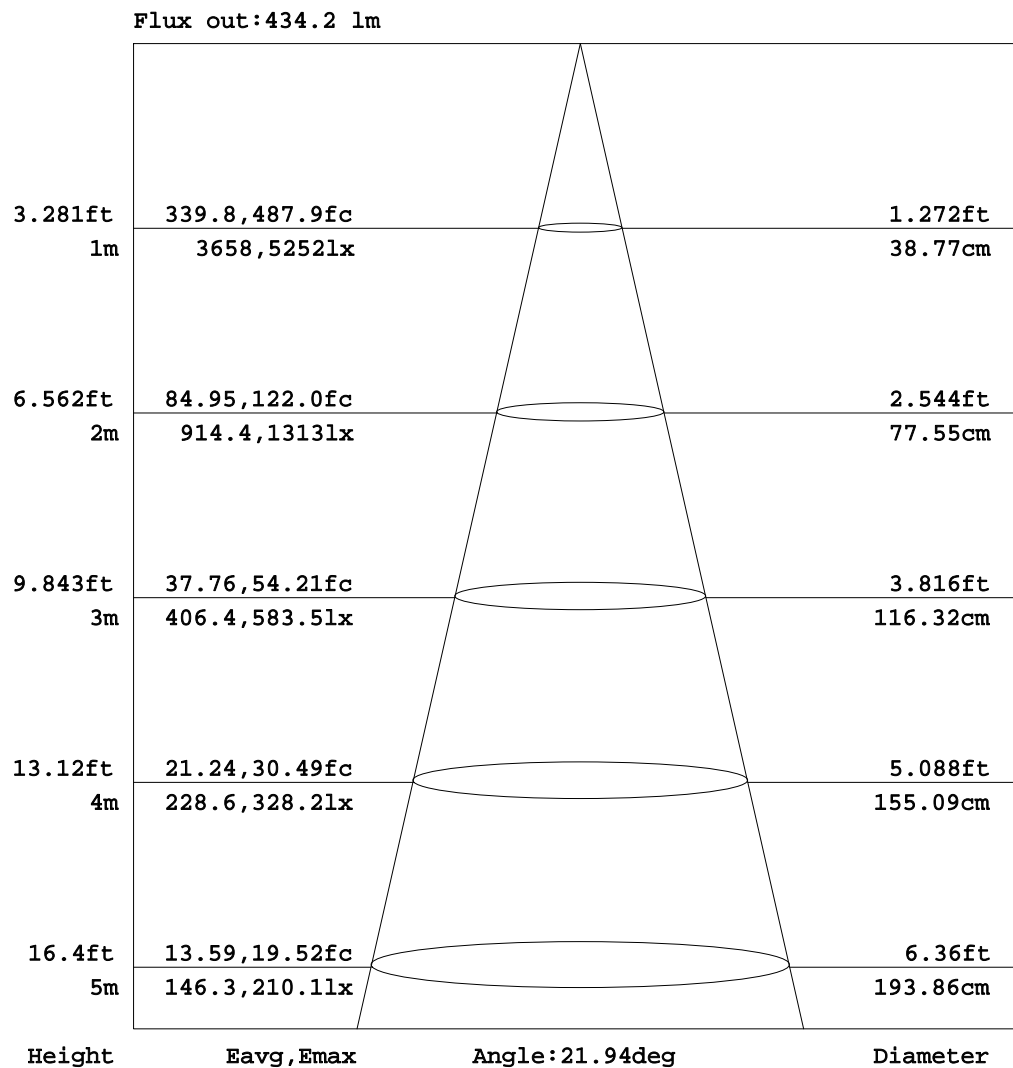 Flux out:434.2 lm
3.281ft 339.8,487.9fc 1.272ft
1m 3658,5252lx 38.77cm
6.562ft 84.95,122.0fc 2.544ft
2m 914.4,1313lx 77.55cm
9.843ft 37.76,54.21fc 3.816ft
3m 406.4,583.5lx 116.32cm
13.12ft 21.24,30.49fc 5.088ft
4m 228.6,328.2lx 155.09cm
16.4ft 13.59,19.52fc 6.36ft
5m 146.3,210.1lx 193.86cm
Height Eavg,Emax Angle:21.94deg Diameter